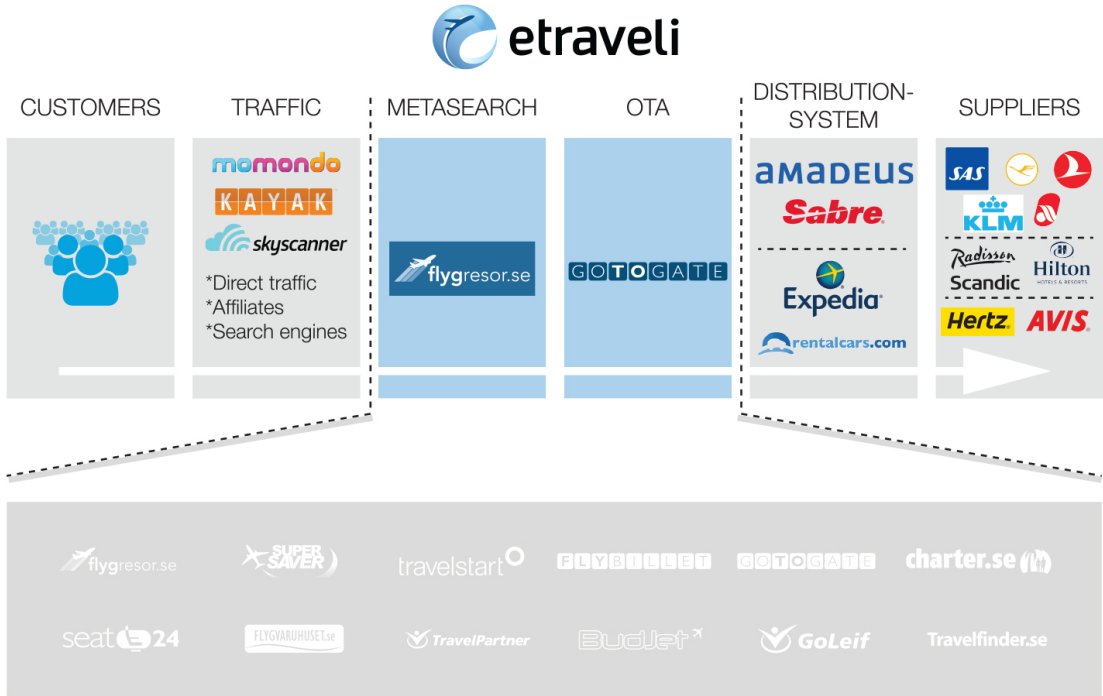 etraveli
CUSTOMERS
TRAFFIC
METASEARCH
OTA
DISTRIBUTION-
SYSTEM
SUPPLIERS
momondo
KAYAK
skyscanner
*Direct traffic
*Affiliates
*Search engines
flygresor.se
GOTOGATE
amadeus
Sabre
Expedia
rentalcars.com
SAS
KLM
Radisson
Scandic
Hilton
HOTELS & RESORTS
Hertz.
AVIS
flygresor.se
SUPER
SAVER
travelstart
FLYBILLET
GOTOGATE
charter.se
seat 24
FLYGVARUHUSET.se
TravelPartner
BudJet
GoLeif
Travelfinder.se